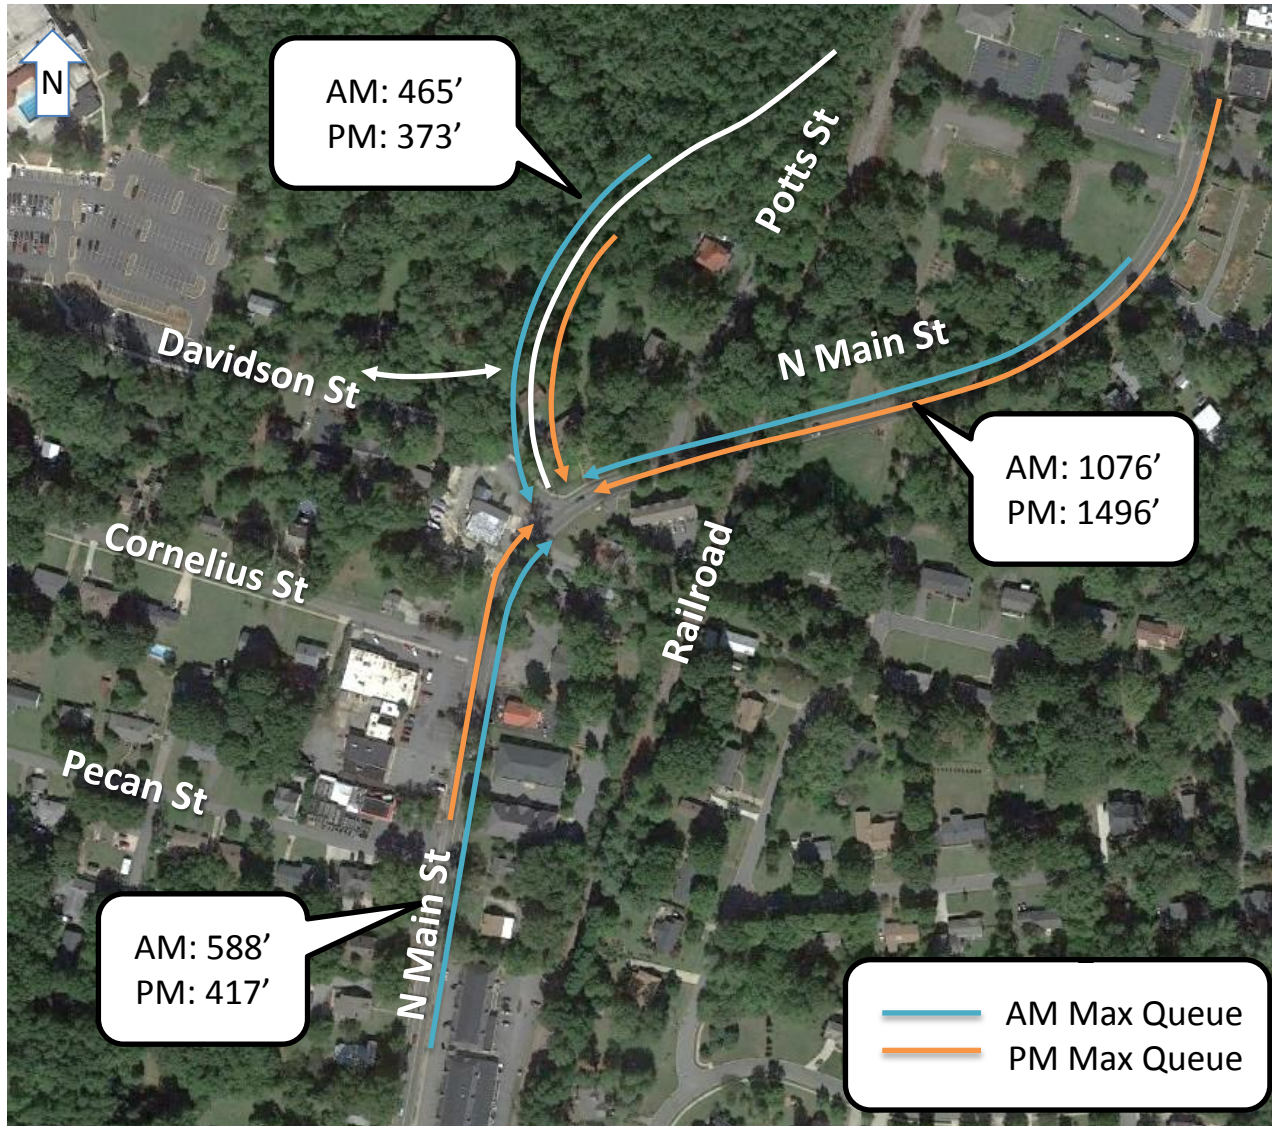 N
AM: 465’
PM: 373’
Potts St
Davidson St
N Main St
AM: 1076’
PM: 1496’
Cornelius St
Railroad
Pecan St
N Main St
AM: 588’
PM: 417’
AM Max Queue
PM Max Queue